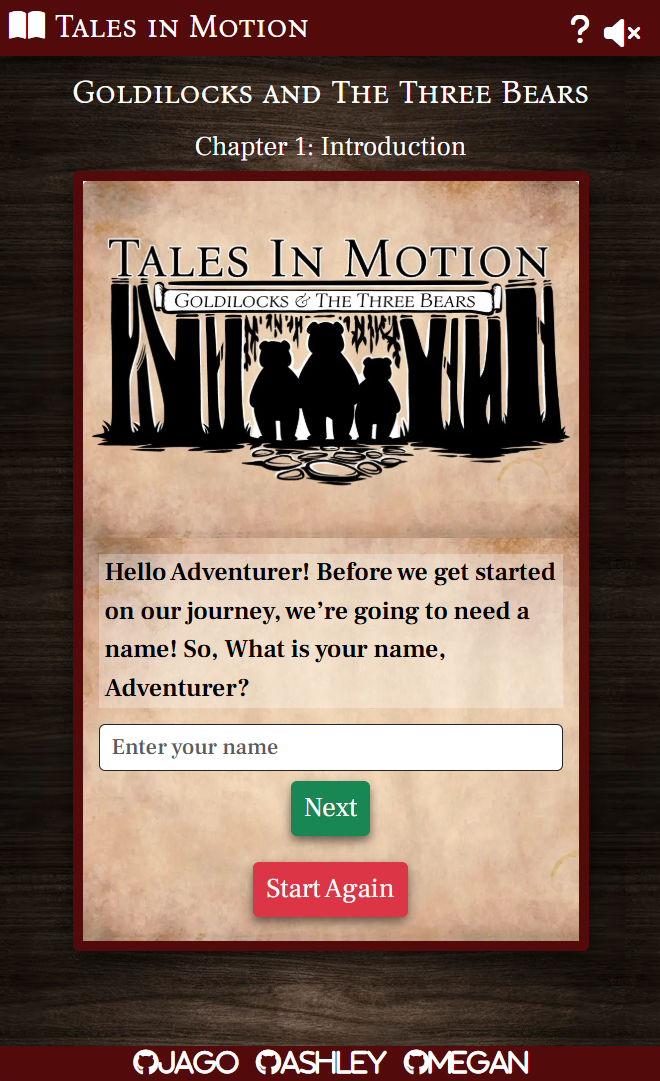 Tales in Motion
?
Goldilocks and The Three Bears
Chapter 1: Introduction
Tales In Motion
Goldilocks & The Three Bears
Hello Adventurer! Before we get started
on our journey, we’re going to need a
name! So, What is your name,
Adventurer?
Enter your name
Next
Start Again
JAGO ASHLEY MEGAN